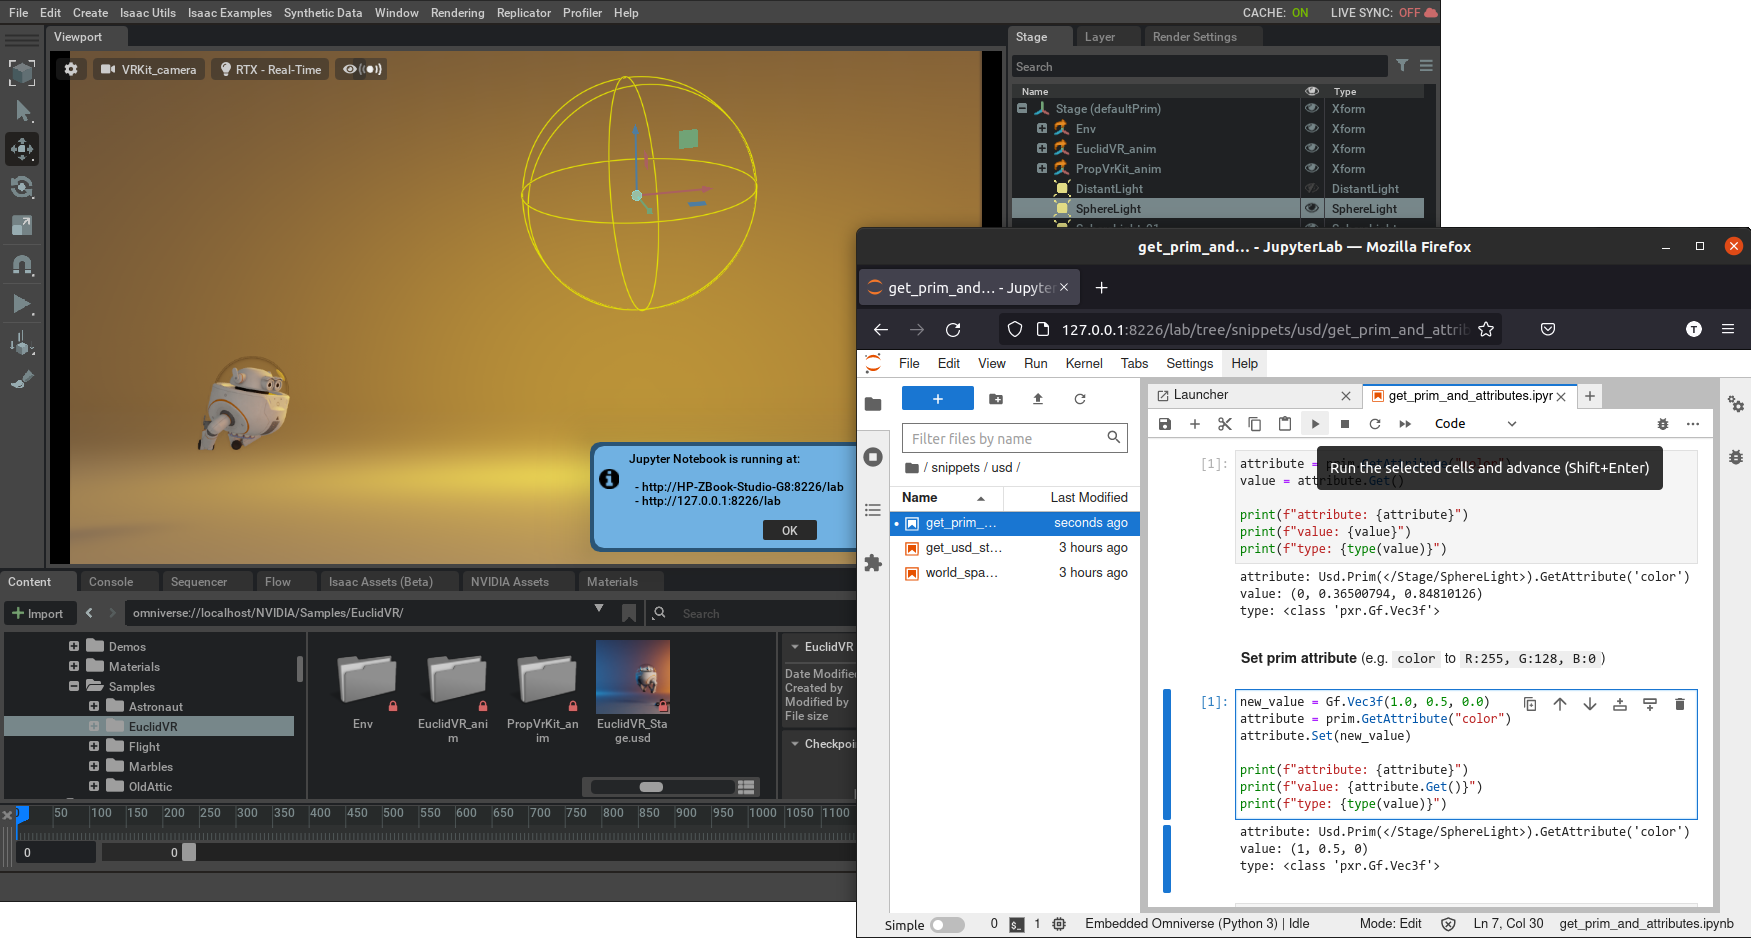 File Edit Create Isaac Utils Isaac Examples Synthetic Data Window Rendering Replicator Profiler Help
CACHE: ON LIVE SYNC: OFF
Viewport
VRKit_camera
RTX - Real-Time
Stage Layer Render Settings
Search
Name Type
Stage (defaultPrim) Xform
Env Xform
EuclidVR_anim Xform
PropVrKit_anim Xform
DistantLight DistantLight
SphereLight SphereLight
Jupyter Notebook is running at:
- http://HP-ZBook-Studio-G8:8226/lab
- http://127.0.0.1:8226/lab
OK
Content Console Sequencer Flow Isaac Assets (Beta) NVIDIA Assets Materials
Import
omniverse://localhost/NVIDIA/Samples/EuclidVR/
Search
Demos
Materials
Samples
Astronaut
EuclidVR
Flight
Marbles
OldAttic
Env
EuclidVR_ani
m
PropVrKit_an
im
EuclidVR_Sta
ge.usd
EuclidVR
Date Modifie
Created by
Modified by
File size
Checkpoi
0 50 100 150 200 250 300 350 400 450 500 550 600 650 700 750 800 850 900 950 1000 1050 1100
0
0
get_prim_and... - JupyterLab — Mozilla Firefox
get_prim_and... - Jupyter
127.0.0.1:8226/lab/tree/snippets/usd/get_prim_and_attrib
T
File Edit View Run Kernel Tabs Settings Help
Filter files by name
/ snippets / usd /
Name Last Modified
get_prim_... seconds ago
get_usd_st... 3 hours ago
world_spa... 3 hours ago
Launcher
get_prim_and_attributes.ipyr
Code
Run the selected cells and advance (Shift+Enter)
[1]: attribute = prim.GetAttribute("color")
value = attribute.Get()
print(f"attribute: {attribute}")
print(f"value: {value}")
print(f"type: {type(value)}")
attribute: Usd.Prim(</Stage/SphereLight>).GetAttribute('color')
value: (0, 0.36500794, 0.84810126)
type: <class 'pxr.Gf.Vec3f'>
Set prim attribute (e.g. color to R:255, G:128, B:0 )
[1]: new_value = Gf.Vec3f(1.0, 0.5, 0.0)
attribute = prim.GetAttribute("color")
attribute.Set(new_value)
print(f"attribute: {attribute}")
print(f"value: {attribute.Get()}")
print(f"type: {type(value)}")
attribute: Usd.Prim(</Stage/SphereLight>).GetAttribute('color')
value: (1, 0.5, 0)
type: <class 'pxr.Gf.Vec3f'>
Simple 0 1 Embedded Omniverse (Python 3) | Idle Mode: Edit Ln 7, Col 30 get_prim_and_attributes.ipynb